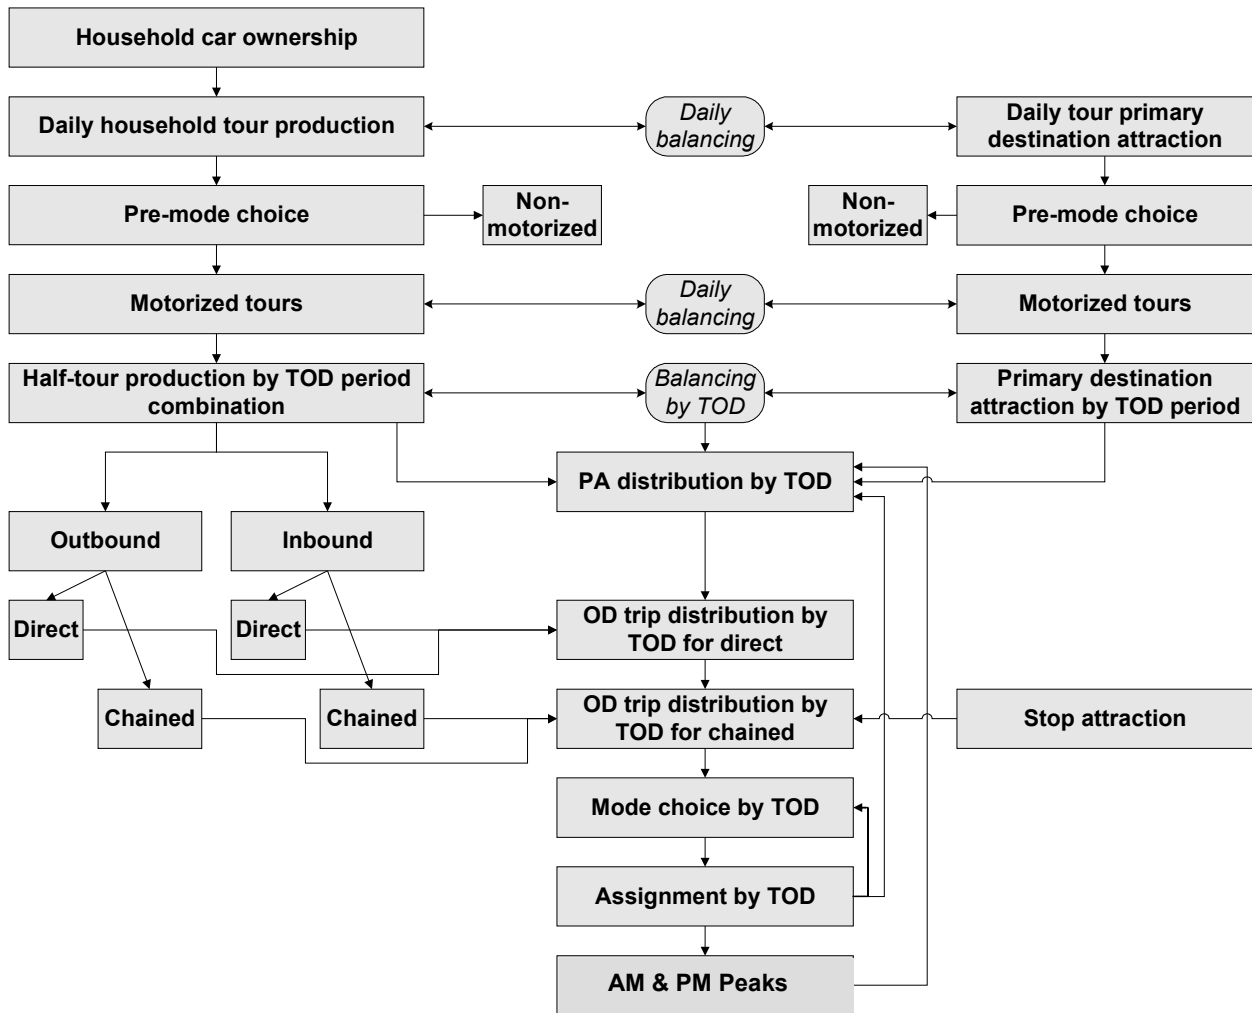 Household car ownership
Daily household tour production
Daily
balancing
Daily tour primary
destination attraction
Pre-mode choice
Non-
motorized
Non-
motorized
Pre-mode choice
Motorized tours
Daily
balancing
Motorized tours
Half-tour production by TOD period
combination
Balancing
by TOD
Primary destination
attraction by TOD period
PA distribution by TOD
Outbound
Inbound
Direct
Direct
OD trip distribution by
TOD for direct
Chained
Chained
OD trip distribution by
TOD for chained
Stop attraction
Mode choice by TOD
Assignment by TOD
AM & PM Peaks